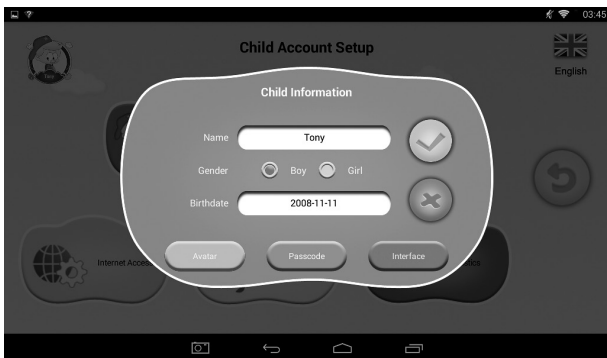 03:45
Child Account Setup
English
Child Information
Name Tony
Gender Boy Girl
Birthdate 2008-11-11
Internet Access
Avatar Passcode Interface